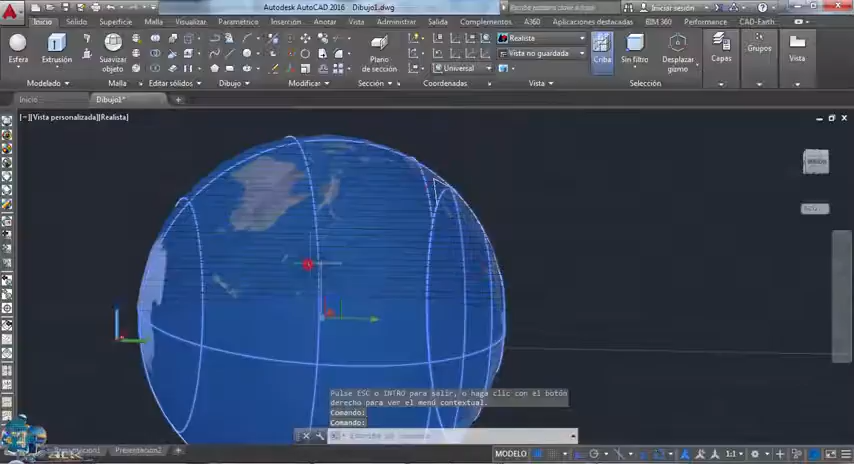 Autodesk AutoCAD 2016 Dibujo1.dwg
Iniciar sesión
Inicio Sólido Superficie Malla Visualizar Paramétrico Inserción Anotar Vista Administrar Salida Complementos A360 Aplicaciones destacadas BIM 360 Performance CAD-Earth
Realista
Vista no guardada
Universal
Esfera Extrusión Suavizar objeto
Plano de sección
Criba Sin filtro Desplazar gizmo
Capas Grupos Vista
Modelado Malla Dibujo Modificar Sección Coordenadas Vista Selección
Inicio Dibujo1*
[−][Vista personalizada][Realista]
Pulse ESC o INTRO para salir, o haga clic con el botón
derecho para ver el menú contextual.
Comando:
Comando:
Presentación2
MODELO 1:1